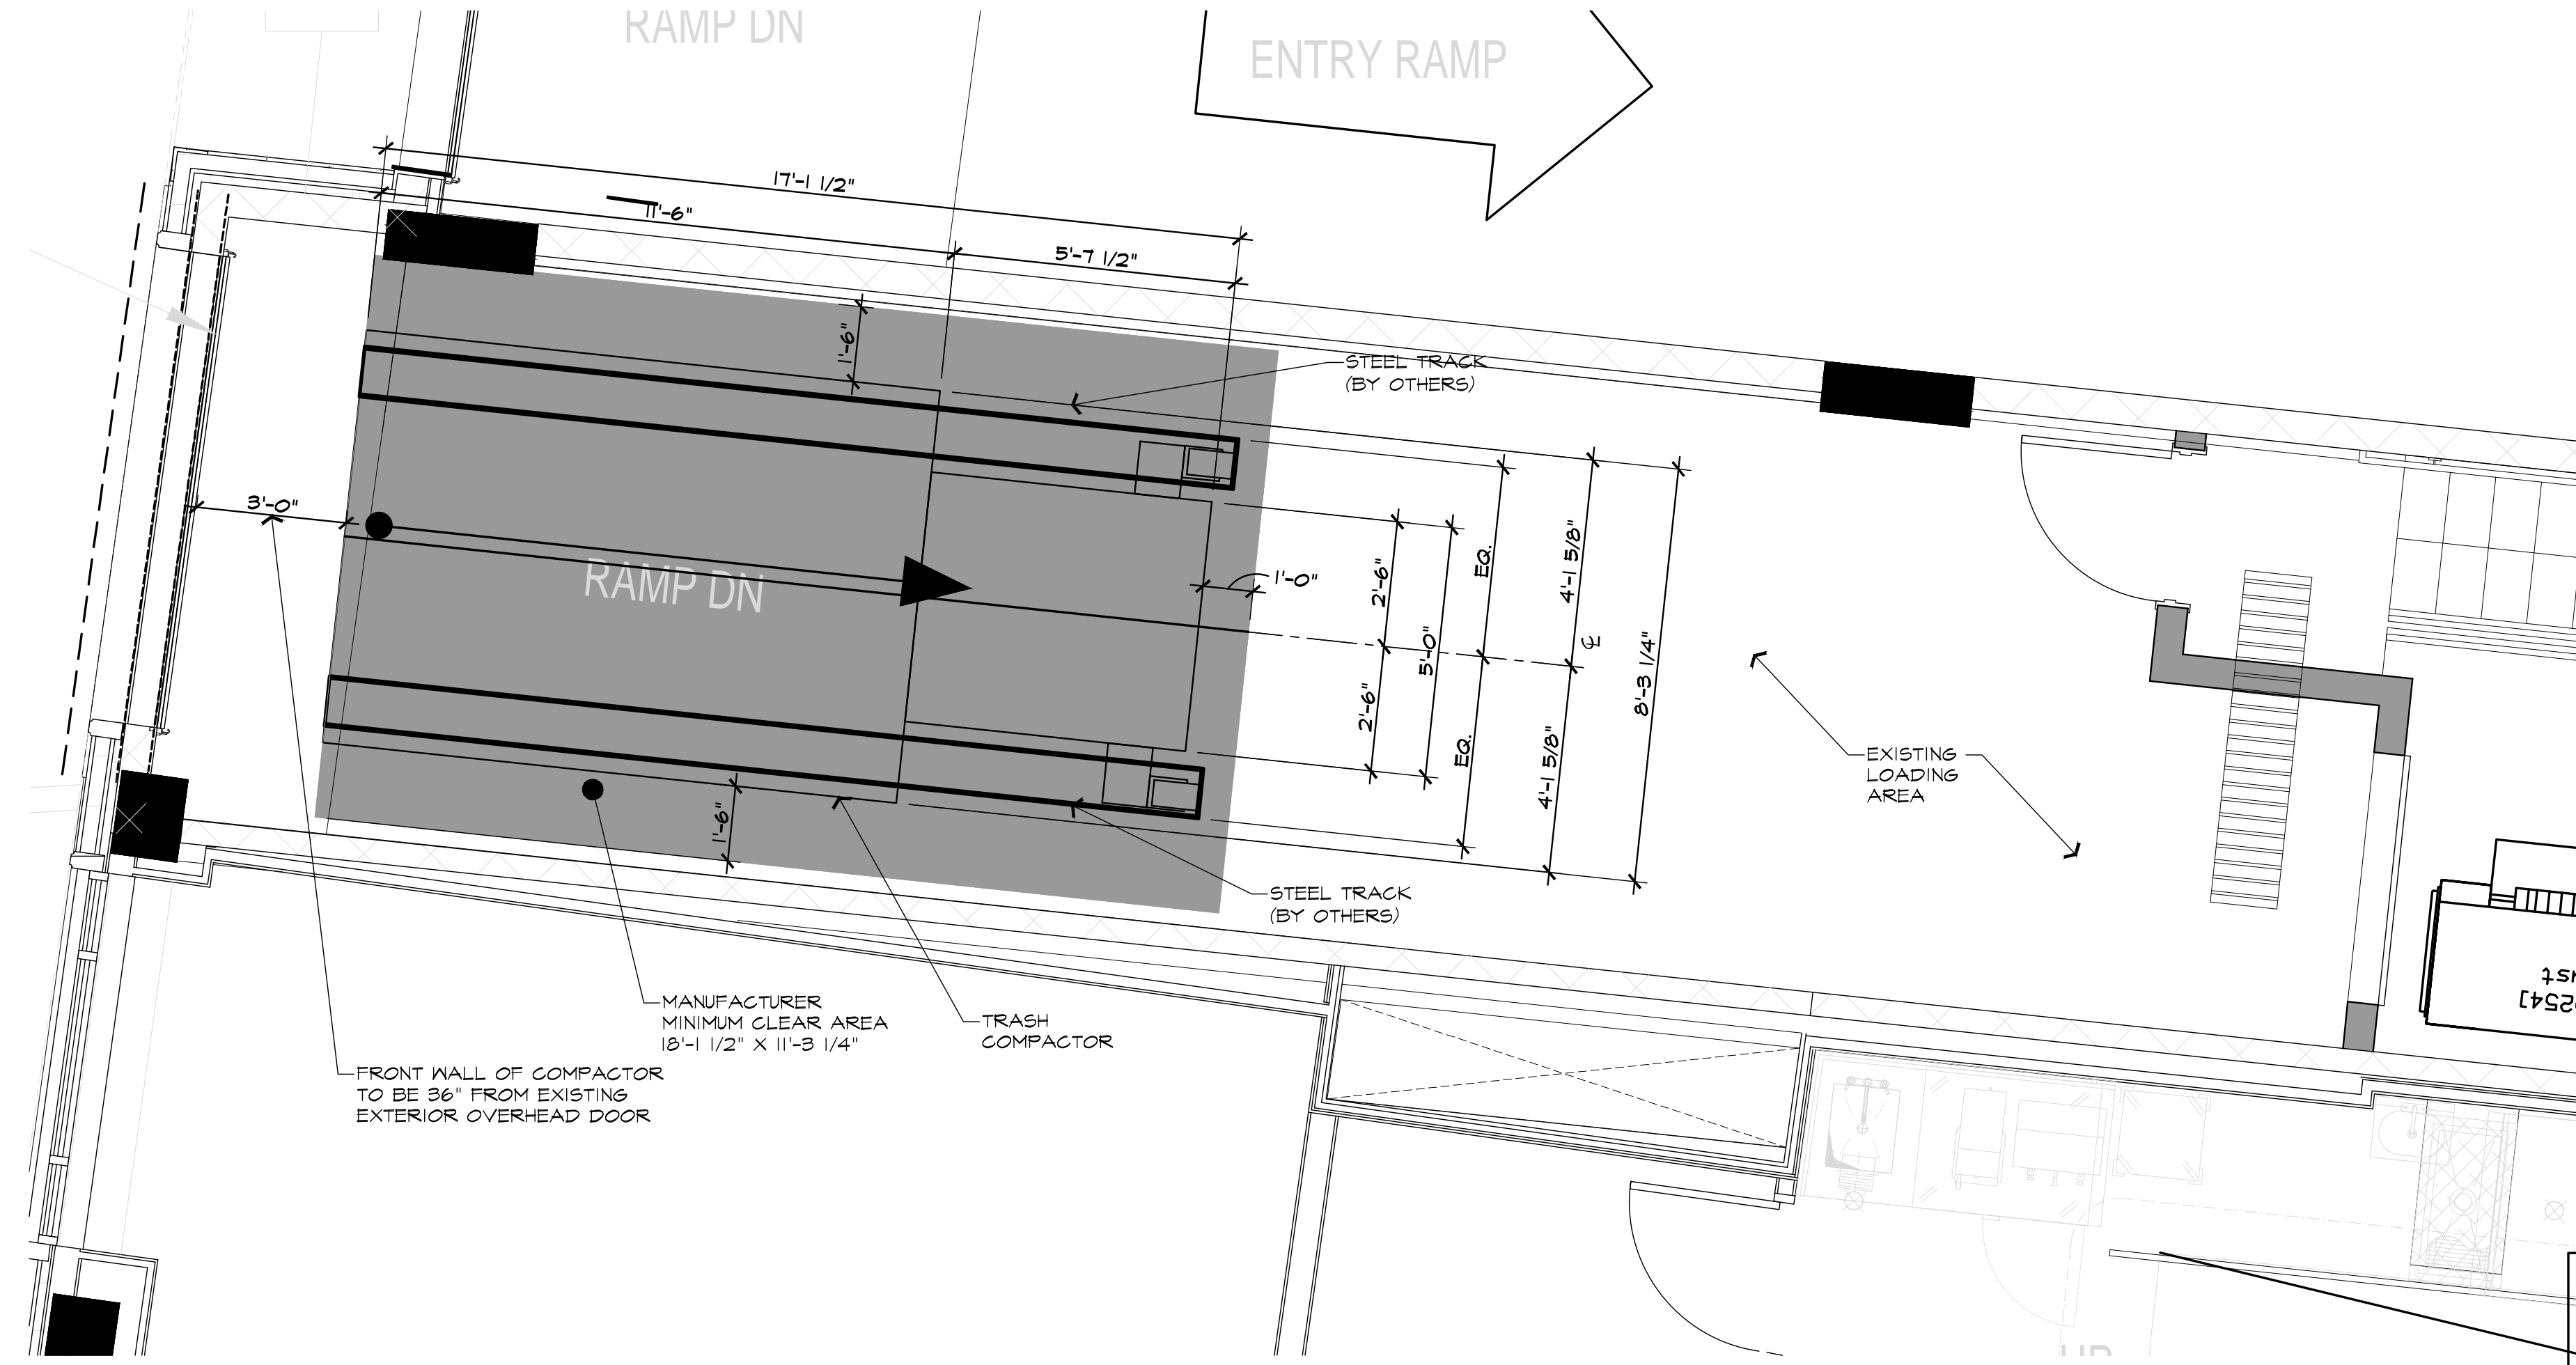 RAMP DN
ENTRY RAMP
17'-1 1/2"
11'-6"
5'-7 1/2"
1'-6"
STEEL TRACK
(BY OTHERS)
3'-0"
RAMP DN
1'-0"
2'-6"
EQ.
4'-1 5/8"
5'-0"
8'-3 1/4"
2'-6"
EQ.
4'-1 5/8"
1'-6"
EXISTING
LOADING
AREA
STEEL TRACK
(BY OTHERS)
MANUFACTURER
MINIMUM CLEAR AREA
18'-1 1/2" X 11'-3 1/4"
TRASH
COMPACTOR
FRONT WALL OF COMPACTOR
TO BE 36" FROM EXISTING
EXTERIOR OVERHEAD DOOR